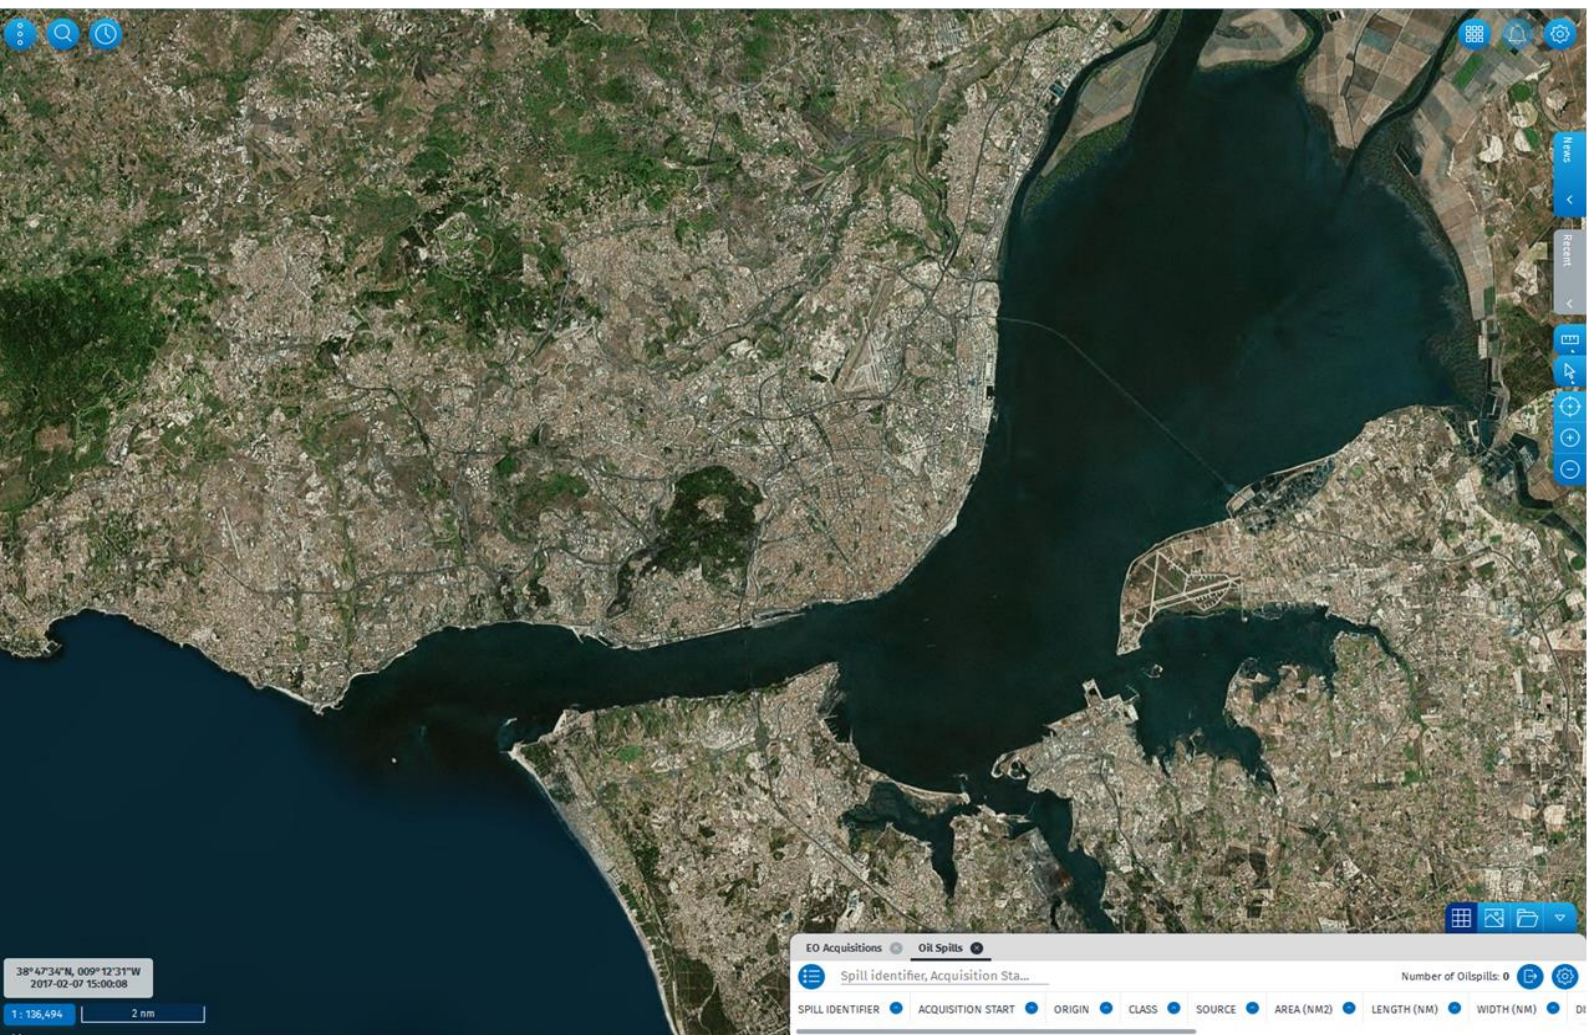 News
Recent
EO Acquisitions
Oil Spills
38°47'34"N, 009°12'31"W
2017-02-07 15:00:08
Spill identifier, Acquisition Sta...
Number of Oilspills: 0
1 : 136,494
2 nm
SPILL IDENTIFIER
ACQUISITION START
ORIGIN
CLASS
SOURCE
AREA (NM2)
LENGTH (NM)
WIDTH (NM)